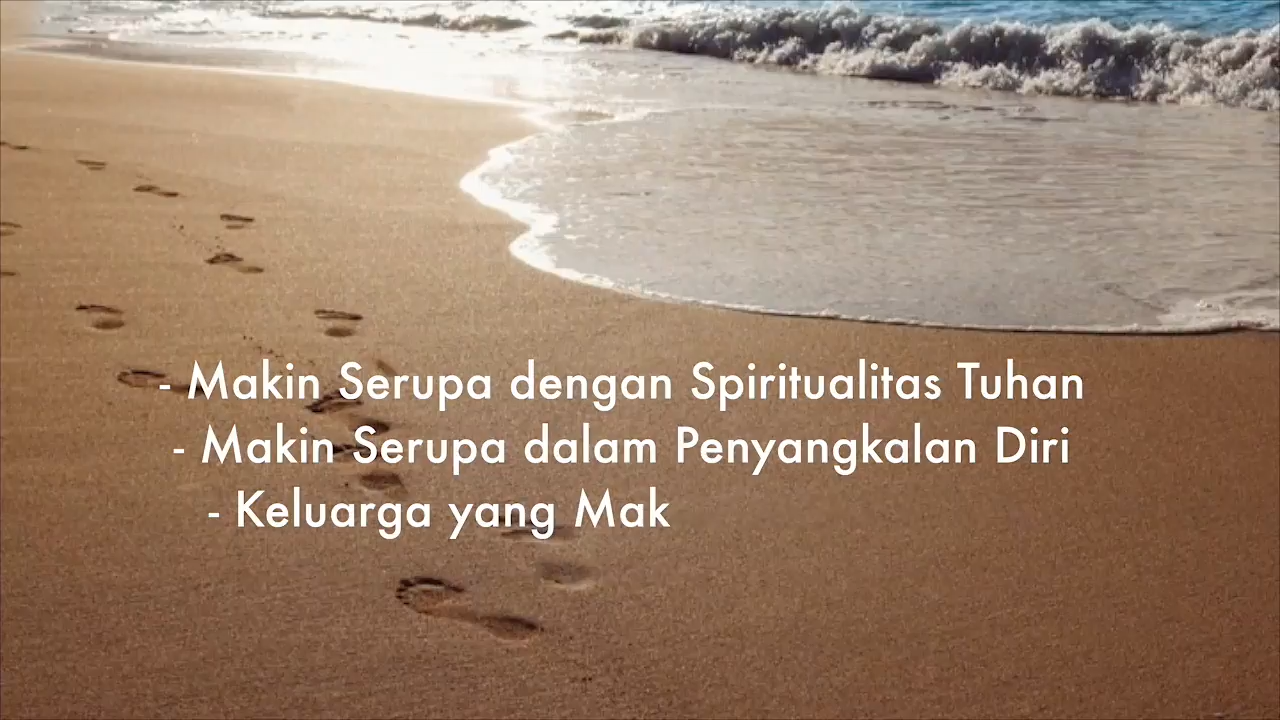 - Makin Serupa dengan Spiritualitas Tuhan
- Makin Serupa dalam Penyangkalan Diri
- Keluarga yang Mak